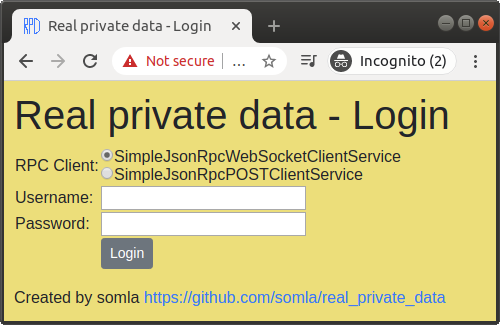 RPD Real private data - Login
Not secure | ... Incognito (2)
Real private data - Login
RPC Client: SimpleJsonRpcWebSocketClientService
SimpleJsonRpcPOSTClientService
Username:
Password:
Login
Created by somla https://github.com/somla/real_private_data